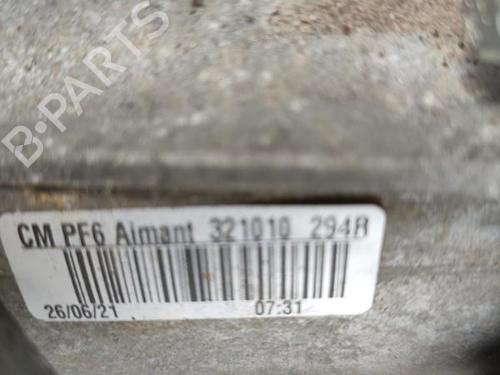 B-PARTS
CM PF6 Aimant 321010 294R
26/06/21 07:31